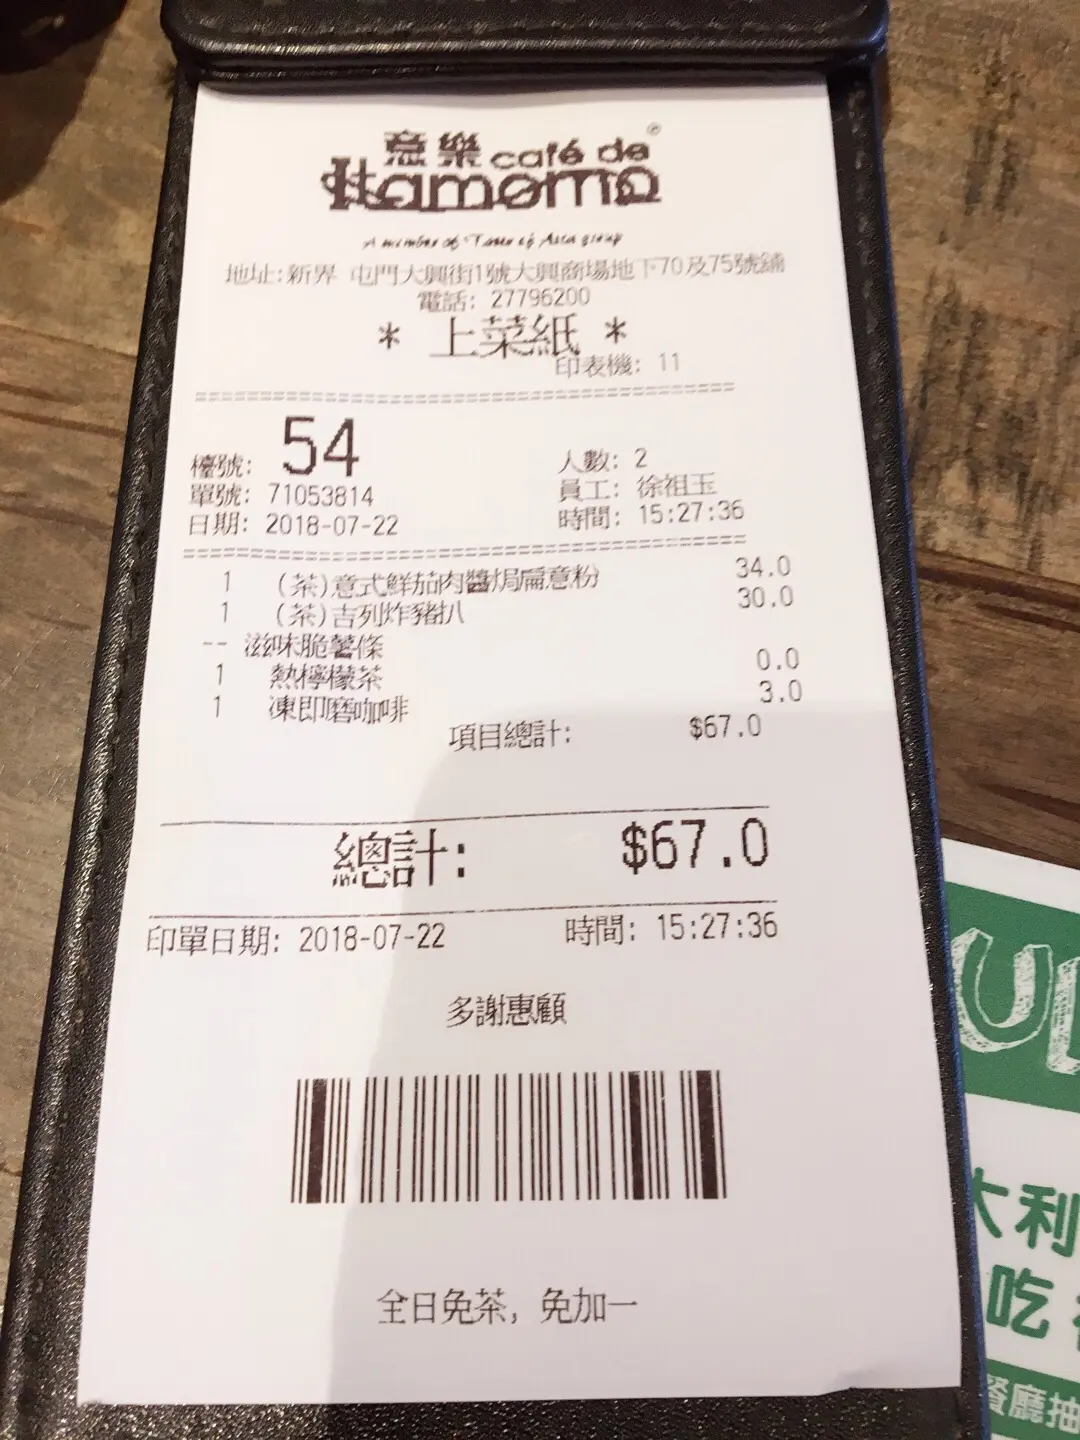 意樂 café de
itamomo
A member of Taste of Asia group
地址:新界 屯門大興街1號大興商場地下70及75號鋪
電話: 27796200
* 上菜紙 *
印表機: 11
檯號: 54
人數: 2
單號: 71053814
員工: 徐祖玉
日期: 2018-07-22
時間: 15:27:36
1 (茶)意式鮮茄肉醬焗扁意粉 34.0
1 (茶)吉列炸豬扒 30.0
-- 滋味脆薯條
1 熱檸檬茶 0.0
1 凍即磨咖啡 3.0
項目總計: $67.0
總計: $67.0
印單日期: 2018-07-22 時間: 15:27:36
多謝惠顧
全日免茶, 免加一
大利
吃
餐廳抽